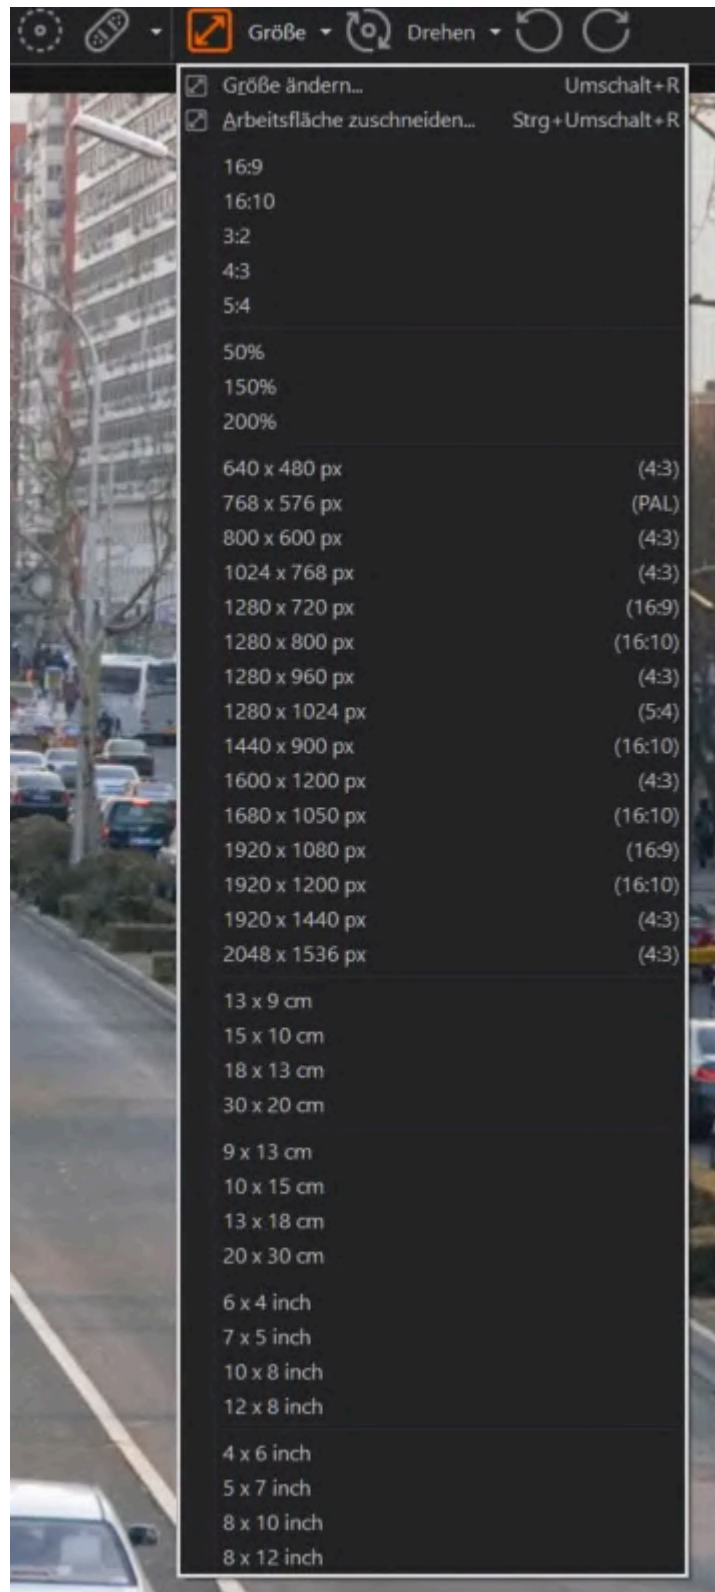 Größe Drehen
Größe ändern... Umschalt+R
Arbeitsfläche zuschneiden... Strg+Umschalt+R
16:9
16:10
3:2
4:3
5:4
50%
150%
200%
640 x 480 px (4:3)
768 x 576 px (PAL)
800 x 600 px (4:3)
1024 x 768 px (4:3)
1280 x 720 px (16:9)
1280 x 800 px (16:10)
1280 x 960 px (4:3)
1280 x 1024 px (5:4)
1440 x 900 px (16:10)
1600 x 1200 px (4:3)
1680 x 1050 px (16:10)
1920 x 1080 px (16:9)
1920 x 1200 px (16:10)
1920 x 1440 px (4:3)
2048 x 1536 px (4:3)
13 x 9 cm
15 x 10 cm
18 x 13 cm
30 x 20 cm
9 x 13 cm
10 x 15 cm
13 x 18 cm
20 x 30 cm
6 x 4 inch
7 x 5 inch
10 x 8 inch
12 x 8 inch
4 x 6 inch
5 x 7 inch
8 x 10 inch
8 x 12 inch